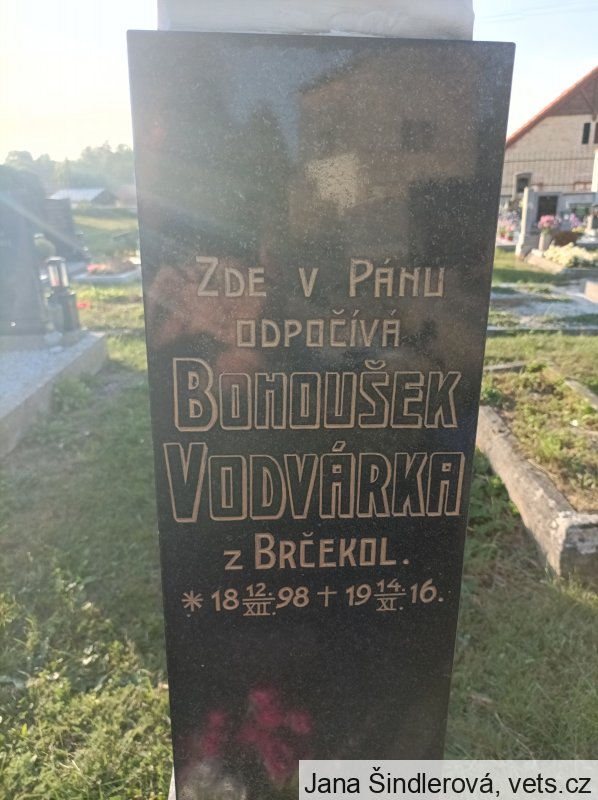 Zde v Pánu
odpočívá
Bohoušek
Vodvárka
z Brčekol.
* 18 12./XII. 98 + 19 14./XI. 16.
Jana Šindlerová, vets.cz